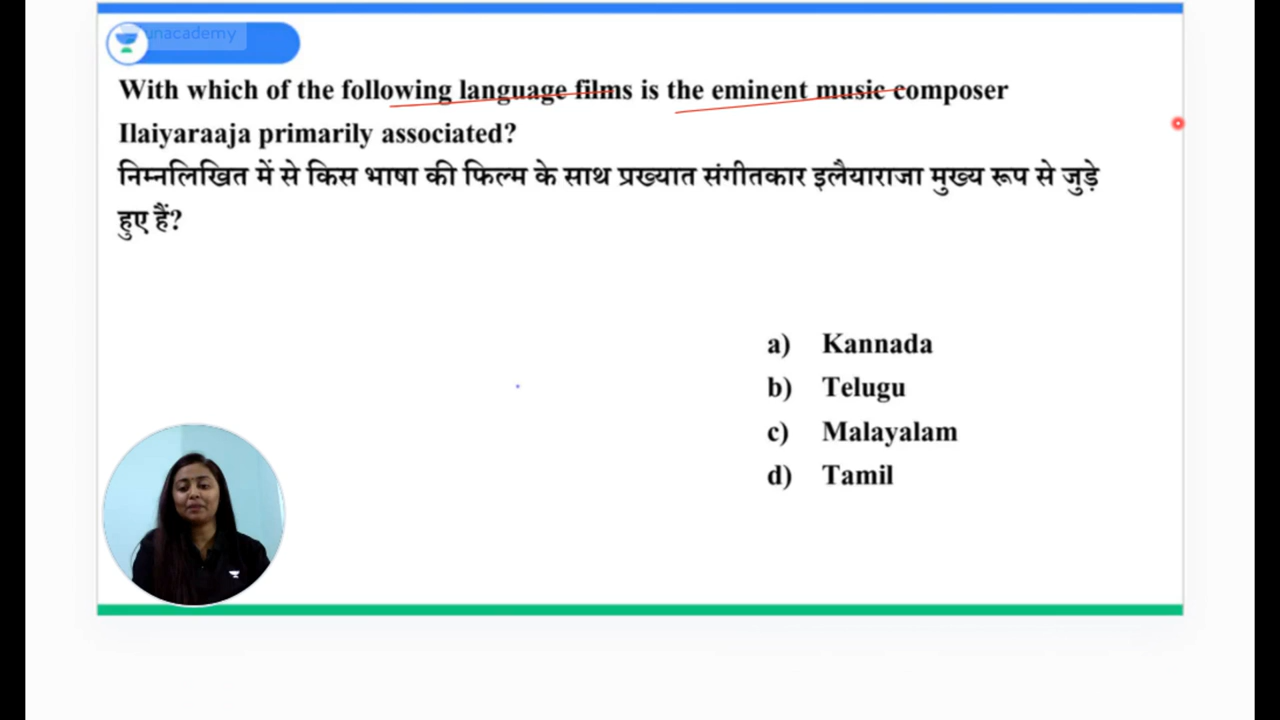 unacademy
With which of the following language films is the eminent music composer
Ilaiyaraaja primarily associated?
निम्नलिखित में से किस भाषा की फिल्म के साथ प्रख्यात संगीतकार इलैयाराजा मुख्य रूप से जुड़े
हुए हैं?
a) Kannada
b) Telugu
c) Malayalam
d) Tamil